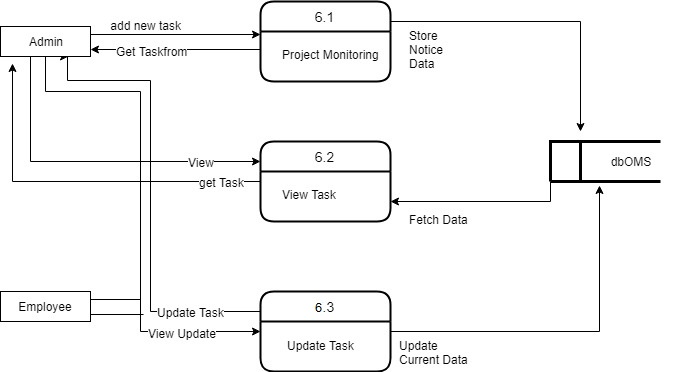 add new task
6.1
Admin
Get Taskfrom
Project Monitoring
Store
Notice
Data
6.2
View
dbOMS
get Task
View Task
Fetch Data
6.3
Employee
Update Task
View Update
Update Task
Update
Current Data